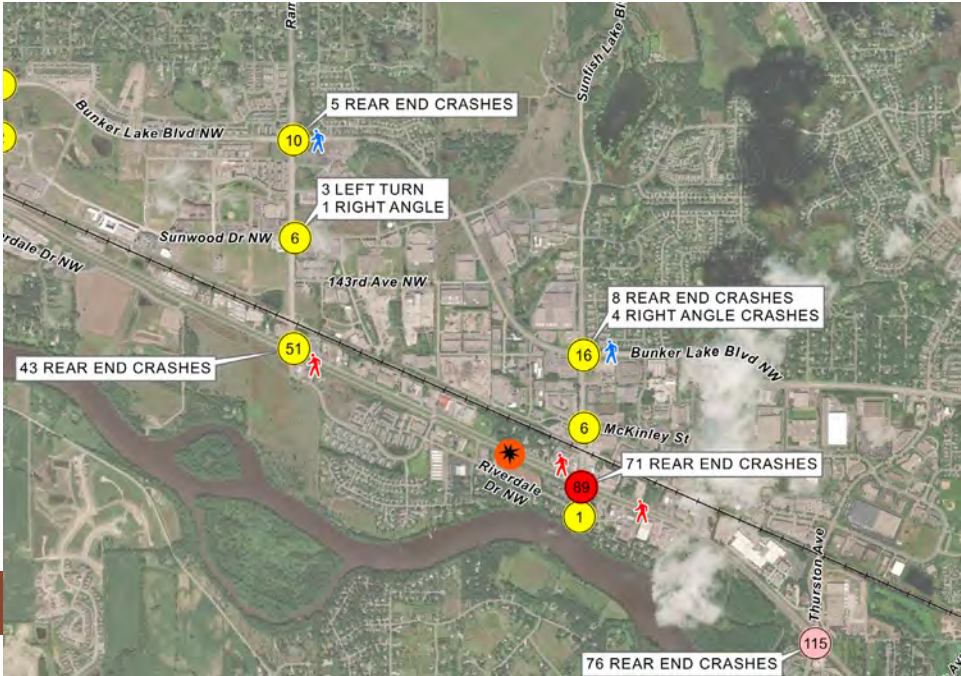 Ram
Sunfish Lake Bl
5 REAR END CRASHES
Bunker Lake Blvd NW
10
3 LEFT TURN
1 RIGHT ANGLE
Sunwood Dr NW
6
erdale Dr NW
143rd Ave NW
8 REAR END CRASHES
4 RIGHT ANGLE CRASHES
51
16
Bunker Lake Blvd NW
43 REAR END CRASHES
6
McKinley St
71 REAR END CRASHES
Riverdale
Dr NW
89
1
Thurston Ave
115
76 REAR END CRASHES